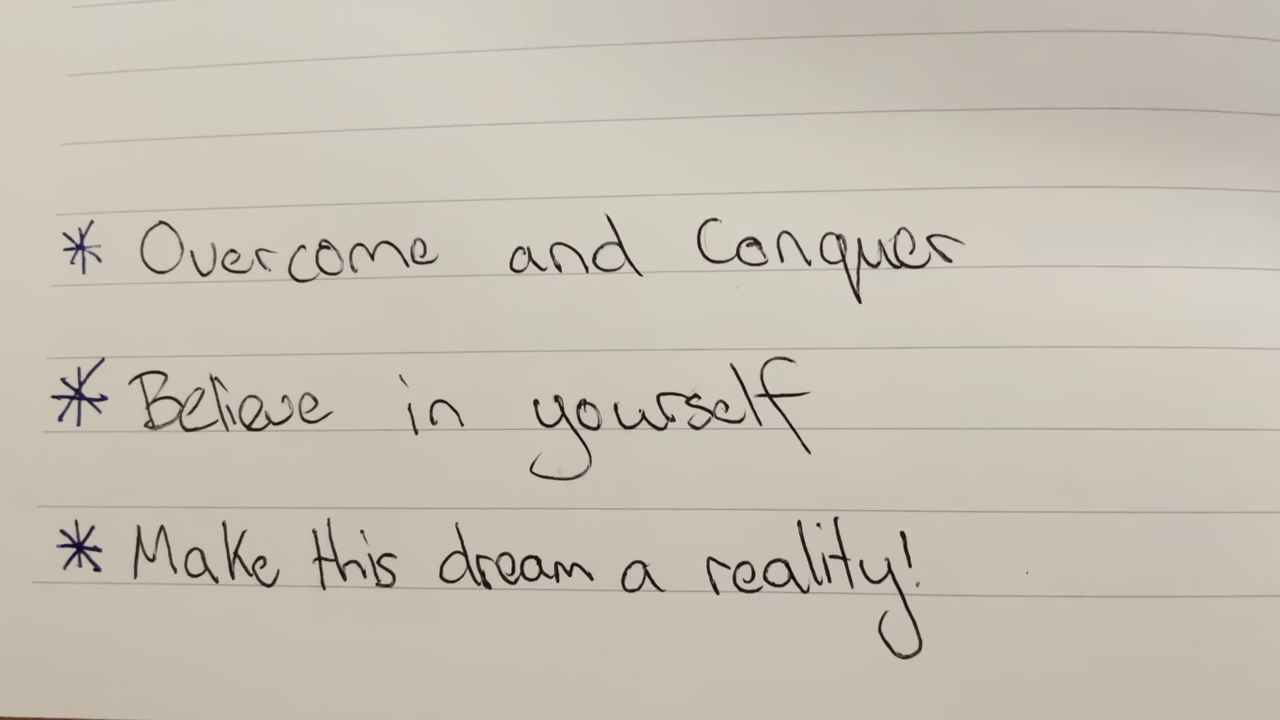 * Overcome and Conquer
* Believe in yourself
* Make this dream a reality!